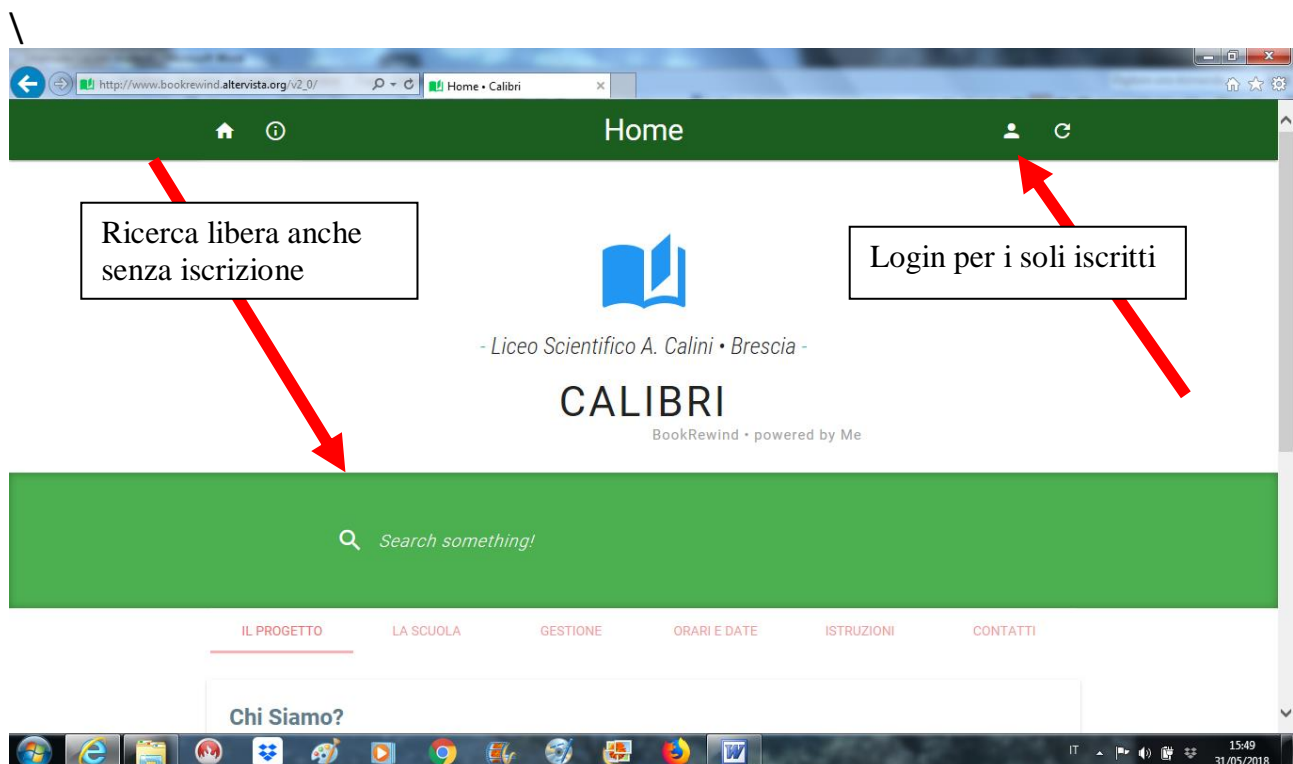 \
http://www.bookrewind.altervista.org/v2_0/
Home • Calibri
Home
Ricerca libera anche
senza iscrizione
Login per i soli iscritti
- Liceo Scientifico A. Calini • Brescia -
CALIBRI
BookRewind • powered by Me
Search something!
IL PROGETTO LA SCUOLA GESTIONE ORARI E DATE ISTRUZIONI CONTATTI
Chi Siamo?
IT
15:49
31/05/2018